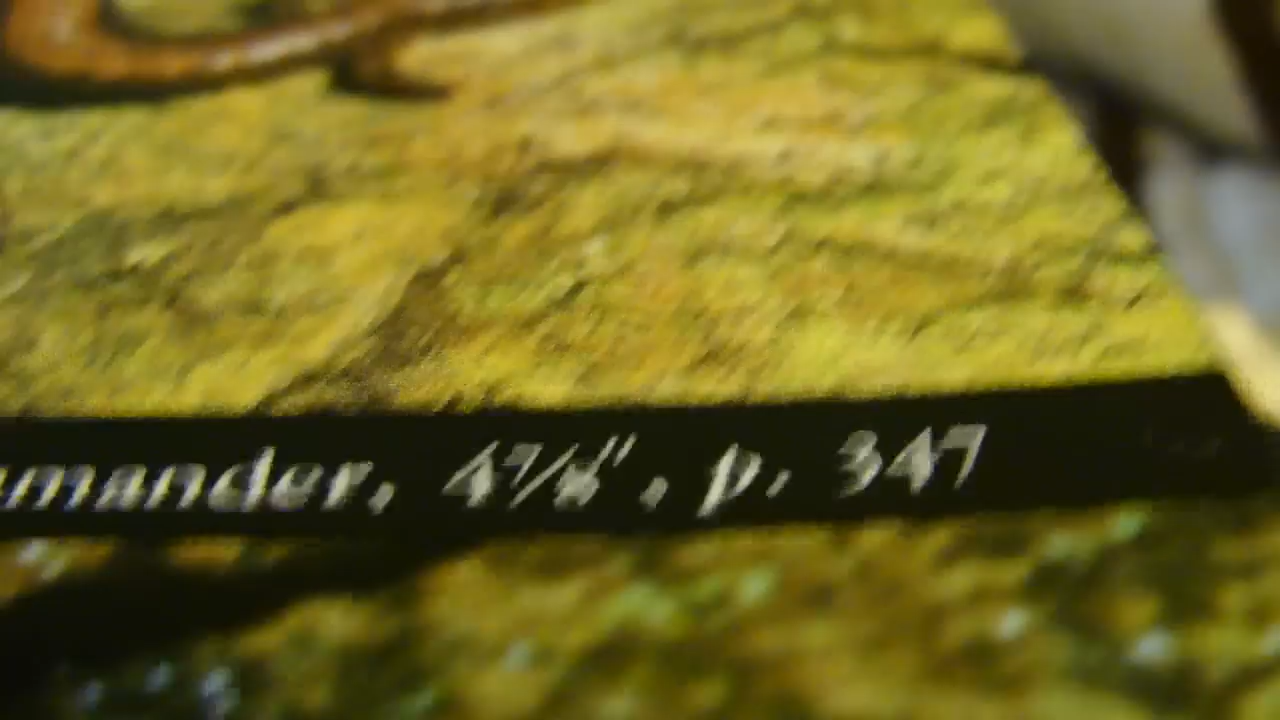 mander, 4⅞", p. 347